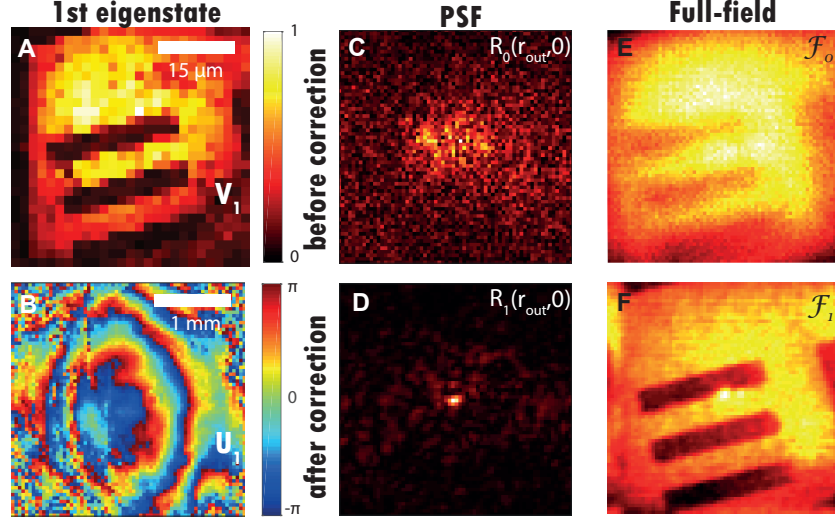 1st eigenstate
PSF
Full-field
A
15 μm
V₁
1
0
before correction
C
R₀(rₒᵤₜ,0)
E
ℱ₀
B
1 mm
U₁
π
0
-π
after correction
D
R₁(rₒᵤₜ,0)
F
ℱ₁